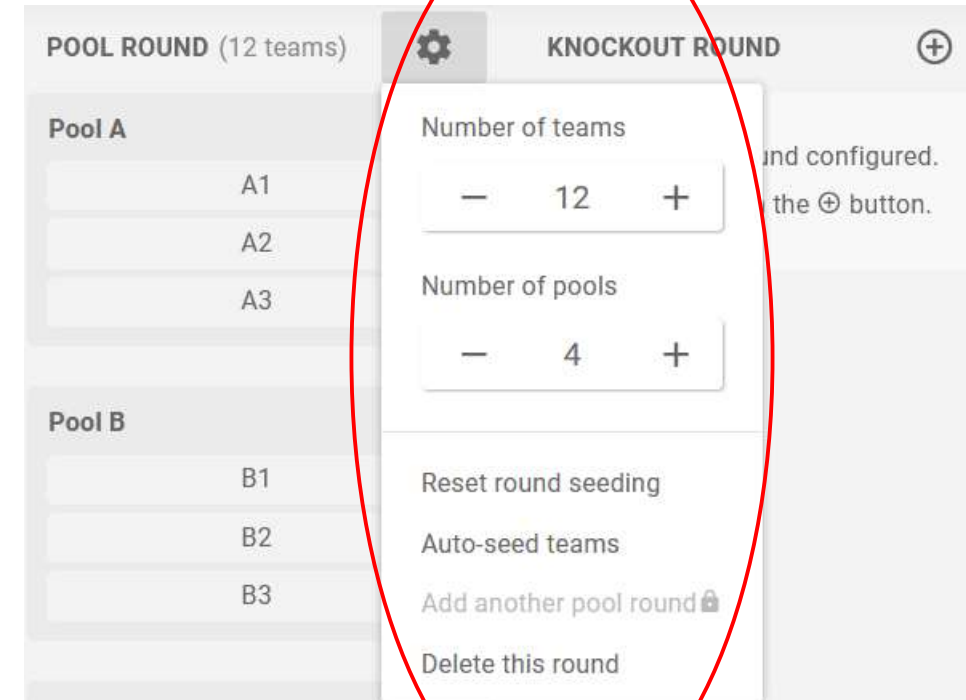 POOL ROUND (12 teams)
KNOCKOUT ROUND
Pool A
A1
A2
A3
Pool B
B1
B2
B3
Number of teams
− 12 +
Number of pools
− 4 +
Reset round seeding
Auto-seed teams
Add another pool round
Delete this round
configured.
the ⊕ button.